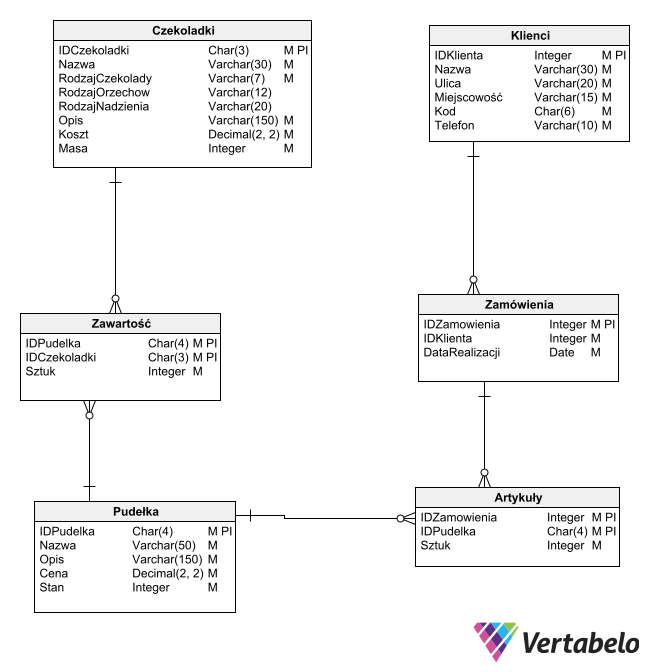 Czekoladki
IDCzekoladki Char(3) M PI
Nazwa Varchar(30) M
RodzajCzekolady Varchar(7) M
RodzajOrzechow Varchar(12)
RodzajNadzienia Varchar(20)
Opis Varchar(150) M
Koszt Decimal(2, 2) M
Masa Integer M
Klienci
IDKlienta Integer M PI
Nazwa Varchar(30) M
Ulica Varchar(20) M
Miejscowość Varchar(15) M
Kod Char(6) M
Telefon Varchar(10) M
Zawartość
IDPudelka Char(4) M PI
IDCzekoladki Char(3) M PI
Sztuk Integer M
Zamówienia
IDZamowienia Integer M PI
IDKlienta Integer M
DataRealizacji Date M
Pudełka
IDPudelka Char(4) M PI
Nazwa Varchar(50) M
Opis Varchar(150) M
Cena Decimal(2, 2) M
Stan Integer M
Artykuły
IDZamowienia Integer M PI
IDPudelka Char(4) M PI
Sztuk Integer M
Vertabelo